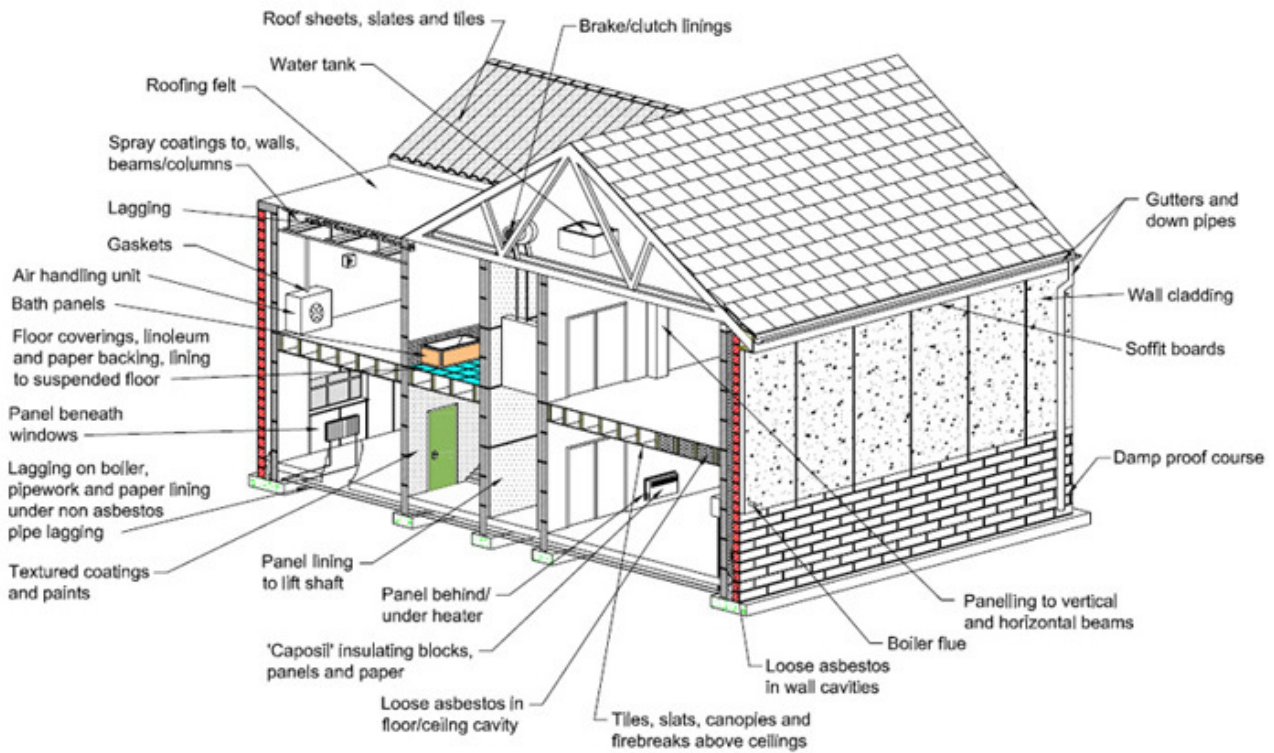 Roof sheets, slates and tiles
Brake/clutch linings
Water tank
Roofing felt
Spray coatings to, walls,
beams/columns
Lagging
Gaskets
Air handling unit
Bath panels
Floor coverings, linoleum
and paper backing, lining
to suspended floor
Panel beneath
windows
Lagging on boiler,
pipework and paper lining
under non asbestos
pipe lagging
Textured coatings
and paints
Panel lining
to lift shaft
Panel behind/
under heater
'Caposil' insulating blocks,
panels and paper
Loose asbestos in
floor/ceilng cavity
Tiles, slats, canopies and
firebreaks above ceilings
Loose asbestos
in wall cavities
Boiler flue
Panelling to vertical
and horizontal beams
Damp proof course
Soffit boards
Wall cladding
Gutters and
down pipes